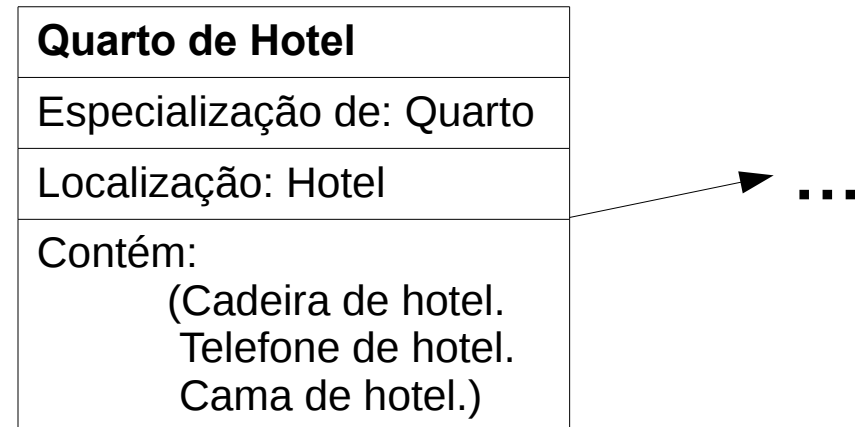 Quarto de Hotel
Especialização de: Quarto
Localização: Hotel
...
Contém:
(Cadeira de hotel.
Telefone de hotel.
Cama de hotel.)